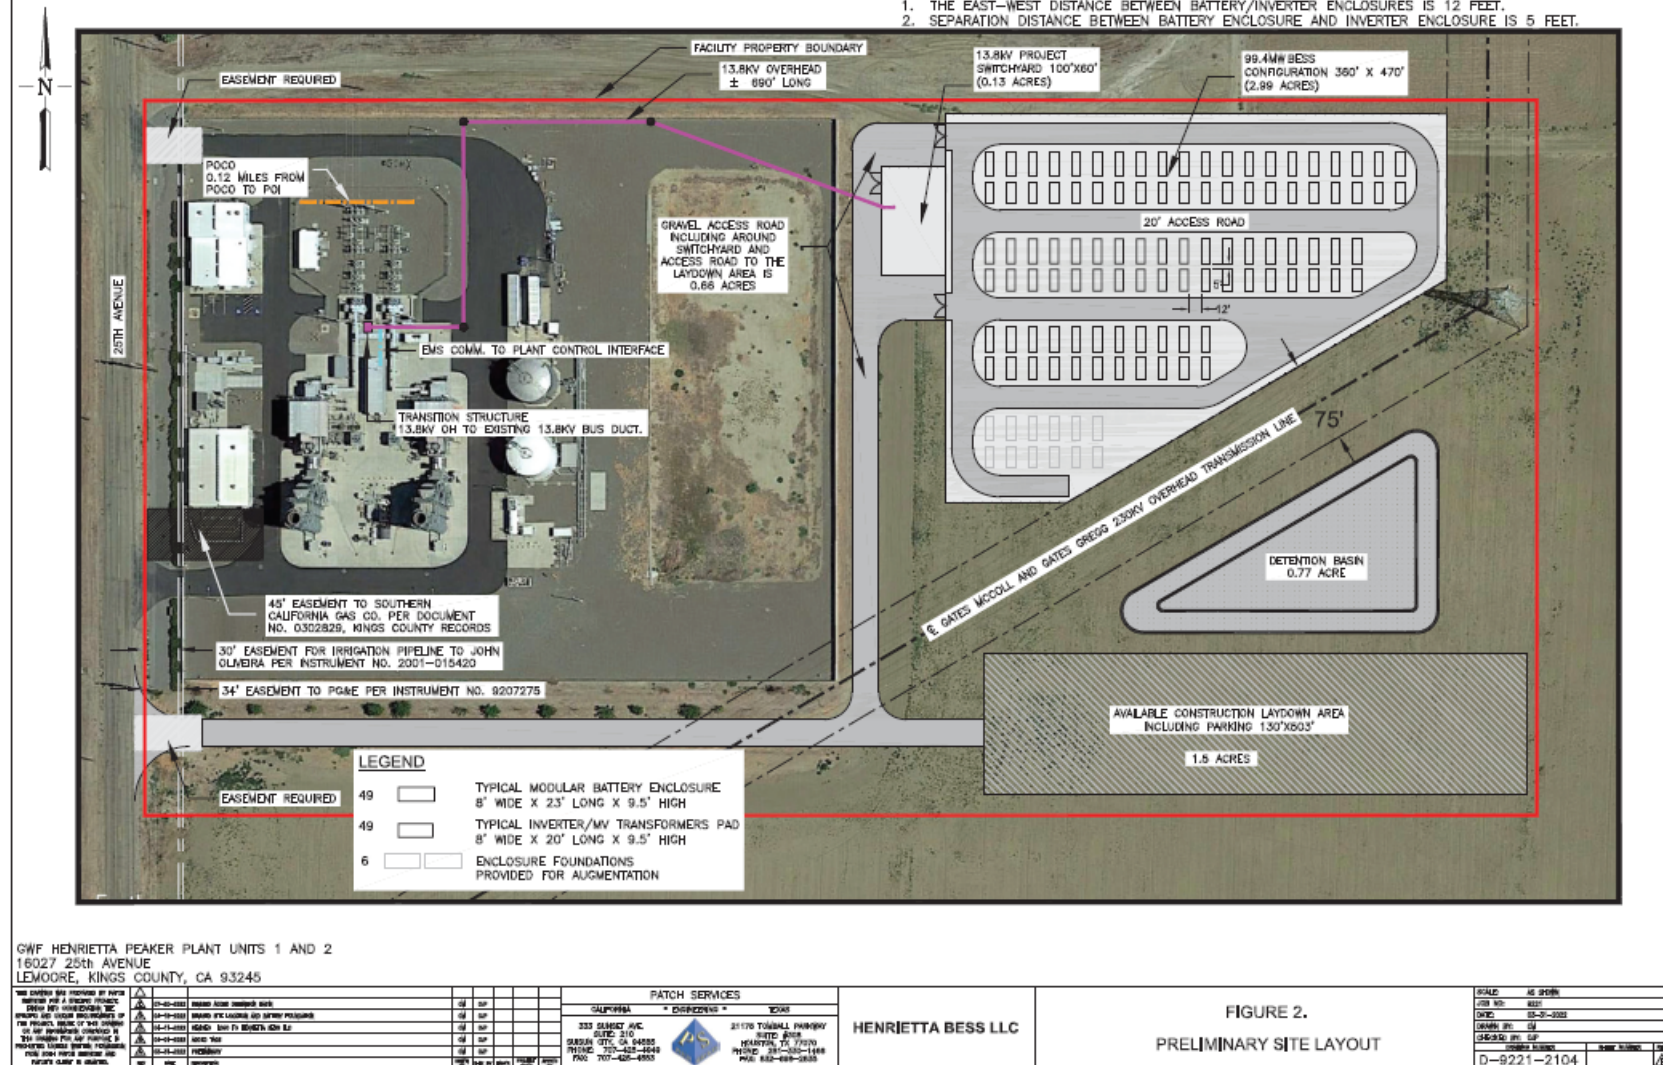 1. THE EAST-WEST DISTANCE BETWEEN BATTERY/INVERTER ENCLOSURES IS 12 FEET.
2. SEPARATION DISTANCE BETWEEN BATTERY ENCLOSURE AND INVERTER ENCLOSURE IS 5 FEET.
N
FACILITY PROPERTY BOUNDARY
EASEMENT REQUIRED
13.8KV OVERHEAD
± 690' LONG
13.8KV PROJECT
SWITCHYARD 100'X60'
(0.13 ACRES)
99.4MW BESS
CONFIGURATION 360' X 470'
(2.99 ACRES)
POCO
0.12 MILES FROM
POCO TO POI
GRAVEL ACCESS ROAD
INCLUDING AROUND
SWITCHYARD AND
ACCESS ROAD TO THE
LAYDOWN AREA IS
0.66 ACRES
20' ACCESS ROAD
5'
12'
25TH AVENUE
EMS COMM. TO PLANT CONTROL INTERFACE
TRANSITION STRUCTURE
13.8KV OH TO EXISTING 13.8KV BUS DUCT.
75'
℄ GATES MCCOLL AND GATES GREGG 230KV OVERHEAD TRANSMISSION LINE
DETENTION BASIN
0.77 ACRE
45' EASEMENT TO SOUTHERN
CALIFORNIA GAS CO. PER DOCUMENT
NO. 0302829, KINGS COUNTY RECORDS
30' EASEMENT FOR IRRIGATION PIPELINE TO JOHN
OLIVEIRA PER INSTRUMENT NO. 2001-015420
34' EASEMENT TO PG&E PER INSTRUMENT NO. 9207275
AVAILABLE CONSTRUCTION LAYDOWN AREA
INCLUDING PARKING 130'X503'
1.5 ACRES
EASEMENT REQUIRED
LEGEND
49 TYPICAL MODULAR BATTERY ENCLOSURE
8' WIDE X 23' LONG X 9.5' HIGH
49 TYPICAL INVERTER/MV TRANSFORMERS PAD
8' WIDE X 20' LONG X 9.5' HIGH
6 ENCLOSURE FOUNDATIONS
PROVIDED FOR AUGMENTATION
GWF HENRIETTA PEAKER PLANT UNITS 1 AND 2
16027 25th AVENUE
LEMOORE, KINGS COUNTY, CA 93245
PATCH SERVICES
CALIFORNIA * ENGINEERING * TEXAS
333 SUNSET AVE.
SUITE: 210
SUISUN CITY, CA 94585
21178 TOMBALL PARKWAY
HOUSTON, TX 77070
HENRIETTA BESS LLC
FIGURE 2.
PRELIMINARY SITE LAYOUT
SCALE: AS SHOWN
JOB NO: 9221
DATE: 03-31-2022
D-9221-2104